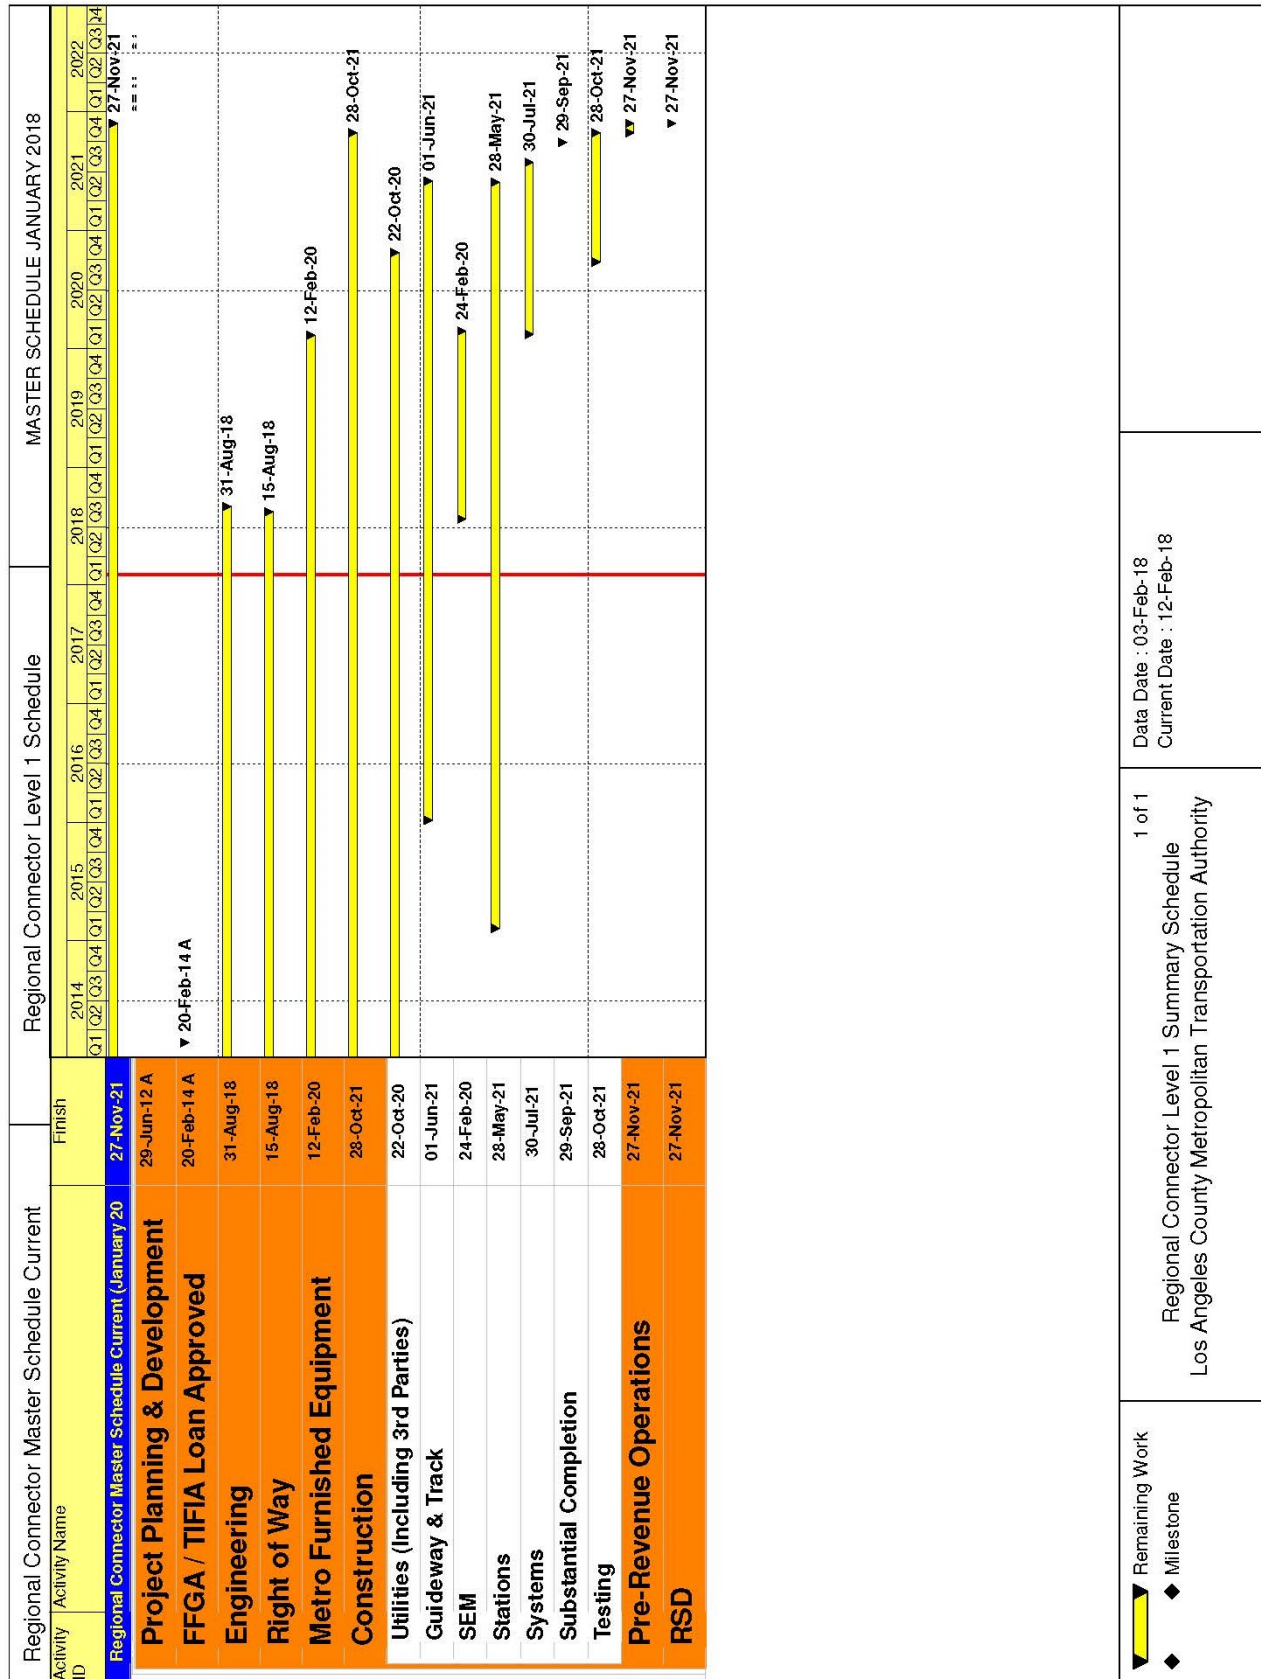 Regional Connector Master Schedule Current
Regional Connector Level 1 Schedule
MASTER SCHEDULE JANUARY 2018
Activity ID
Activity Name
Finish
2014 2015 2016 2017 2018 2019 2020 2021 2022
Q1 Q2 Q3 Q4 Q1 Q2 Q3 Q4 Q1 Q2 Q3 Q4 Q1 Q2 Q3 Q4 Q1 Q2 Q3 Q4 Q1 Q2 Q3 Q4 Q1 Q2 Q3 Q4 Q1 Q2 Q3 Q4 Q1 Q2 Q3 Q4
Regional Connector Master Schedule Current (January 20 27-Nov-21 27-Nov-21
Project Planning & Development 29-Jun-12 A
FFGA / TIFIA Loan Approved 20-Feb-14 A 20-Feb-14 A
Engineering 31-Aug-18 31-Aug-18
Right of Way 15-Aug-18 15-Aug-18
Metro Furnished Equipment 12-Feb-20 12-Feb-20
Construction 28-Oct-21 28-Oct-21
Utilities (Including 3rd Parties) 22-Oct-20 22-Oct-20
Guideway & Track 01-Jun-21 01-Jun-21
SEM 24-Feb-20 24-Feb-20
Stations 28-May-21 28-May-21
Systems 30-Jul-21 30-Jul-21
Substantial Completion 29-Sep-21 29-Sep-21
Testing 28-Oct-21 28-Oct-21
Pre-Revenue Operations 27-Nov-21 27-Nov-21
RSD 27-Nov-21 27-Nov-21
Remaining Work
Milestone
1 of 1
Regional Connector Level 1 Summary Schedule
Los Angeles County Metropolitan Transportation Authority
Data Date : 03-Feb-18
Current Date : 12-Feb-18